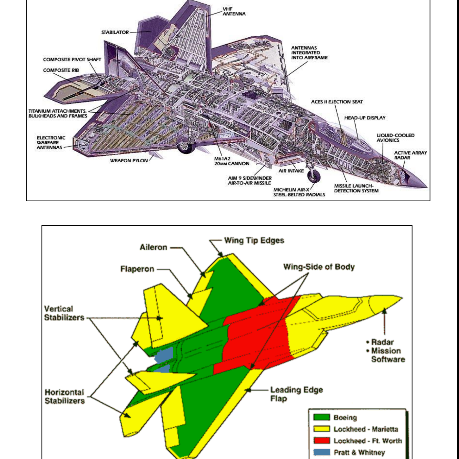 VHF
ANTENNA
STABILATOR
ANTENNAS
INTEGRATED
INTO AIRFRAME
COMPOSITE PIVOT SHAFT
COMPOSITE RIB
ACES II EJECTION SEAT
TITANIUM ATTACHMENTS,
BULKHEADS AND FRAMES
HEAD-UP DISPLAY
LIQUID-COOLED
AVIONICS
ELECTRONIC
WARFARE
ANTENNAS
ACTIVE ARRAY
RADAR
WEAPON PYLON
M61A2
20MM CANNON
AIR INTAKE
AIM 9 SIDEWINDER
AIR-TO-AIR MISSILE
MISSILE LAUNCH-
DETECTION SYSTEM
MICHELIN AIR-X
STEEL-BELTED RADIALS
Aileron
Wing Tip Edges
Flaperon
Wing-Side of Body
Vertical
Stabilizers
• Radar
• Mission
Software
Horizontal
Stabilizers
Leading Edge
Flap
Boeing
Lockheed - Marietta
Lockheed - Ft. Worth
Pratt & Whitney